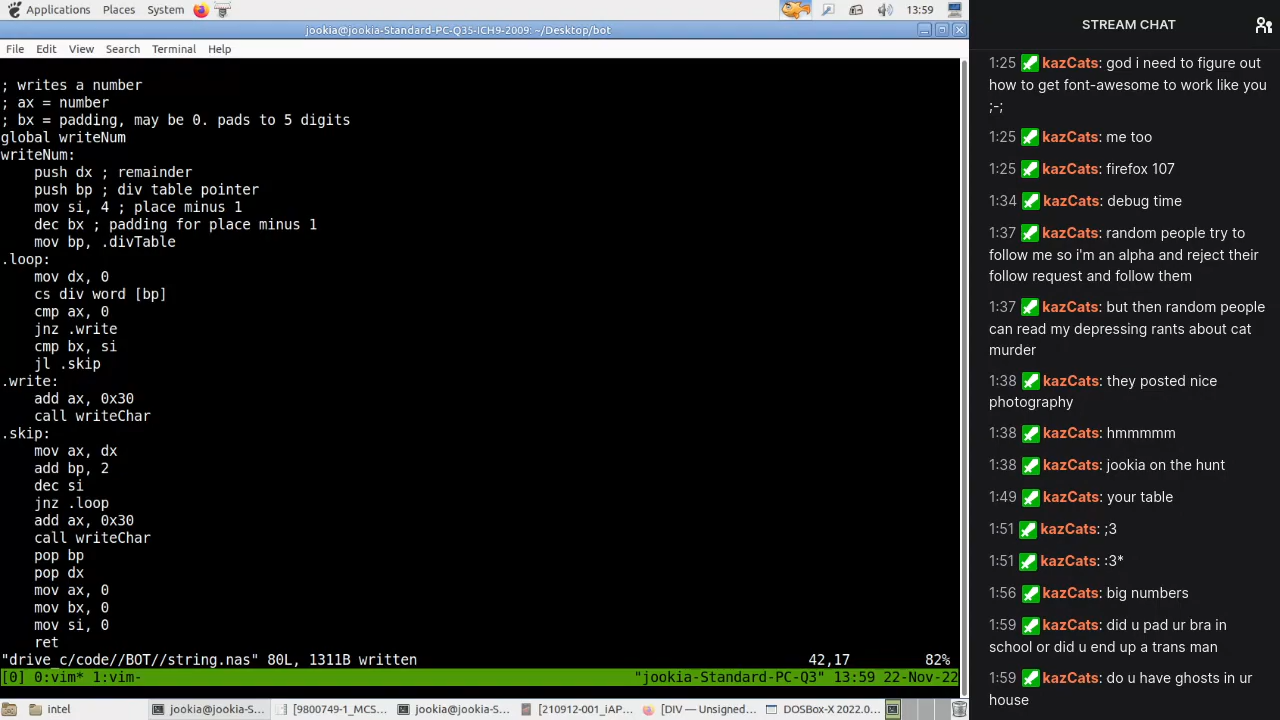 Applications Places System 13:59
jookia@jookia-Standard-PC-Q35-ICH9-2009: ~/Desktop/bot
File Edit View Search Terminal Help
; writes a number
; ax = number
; bx = padding, may be 0. pads to 5 digits
global writeNum
writeNum:
push dx ; remainder
push bp ; div table pointer
mov si, 4 ; place minus 1
dec bx ; padding for place minus 1
mov bp, .divTable
.loop:
mov dx, 0
cs div word [bp]
cmp ax, 0
jnz .write
cmp bx, si
jl .skip
.write:
add ax, 0x30
call writeChar
.skip:
mov ax, dx
add bp, 2
dec si
jnz .loop
add ax, 0x30
call writeChar
pop bp
pop dx
mov ax, 0
mov bx, 0
mov si, 0
ret
"drive_c/code//BOT//string.nas" 80L, 1311B written 42,17 82%
[0] 0:vim* 1:vim- "jookia-Standard-PC-Q3" 13:59 22-Nov-22
intel jookia@jookia-S... [980949-91_MCS... jookia@jookia-S... [210912-001_iAP... [DIV — Unsigned... DOSBox-X 2022.0...
STREAM CHAT
1:25 kazCats: god i need to figure out
how to get font-awesome to work like you
;-;
1:25 kazCats: me too
1:25 kazCats: firefox 107
1:34 kazCats: debug time
1:37 kazCats: random people try to
follow me so i'm an alpha and reject their
follow request and follow them
1:37 kazCats: but then random people
can read my depressing rants about cat
murder
1:38 kazCats: they posted nice
photography
1:38 kazCats: hmmmmm
1:38 kazCats: jookia on the hunt
1:49 kazCats: your table
1:51 kazCats: ;3
1:51 kazCats: :3*
1:56 kazCats: big numbers
1:59 kazCats: did u pad ur bra in
school or did u end up a trans man
1:59 kazCats: do u have ghosts in ur
house